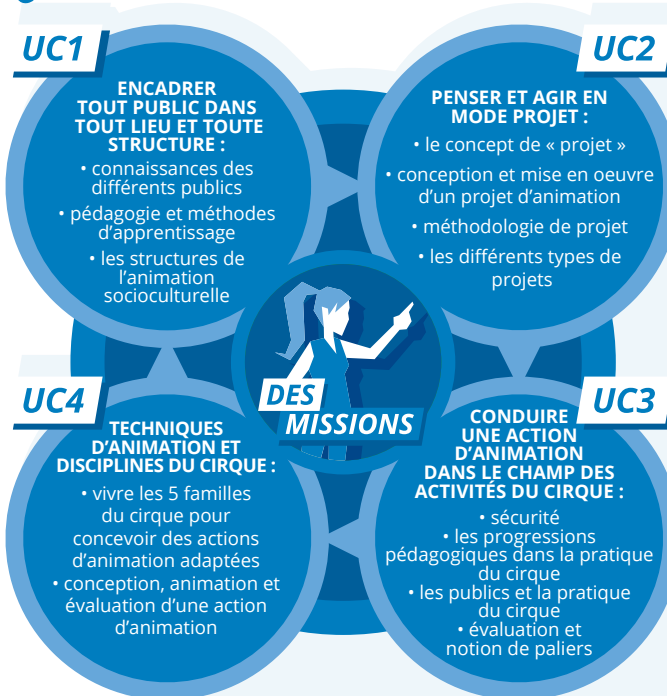 UC1
ENCADRER
TOUT PUBLIC DANS
TOUT LIEU ET TOUTE
STRUCTURE :
• connaissances des
différents publics
• pédagogie et méthodes
d'apprentissage
• les structures de
l'animation
socioculturelle
UC2
PENSER ET AGIR EN
MODE PROJET :
• le concept de « projet »
• conception et mise en oeuvre
d'un projet d'animation
• méthodologie de projet
• les différents types de
projets
DES
MISSIONS
UC4
TECHNIQUES
D'ANIMATION ET
DISCIPLINES DU CIRQUE :
• vivre les 5 familles
du cirque pour
concevoir des actions
d'animation adaptées
• conception, animation et
évaluation d'une action
d'animation
UC3
CONDUIRE
UNE ACTION
D'ANIMATION
DANS LE CHAMP DES
ACTIVITÉS DU CIRQUE :
• sécurité
• les progressions
pédagogiques dans la pratique
du cirque
• les publics et la pratique
du cirque
• évaluation et
notion de paliers